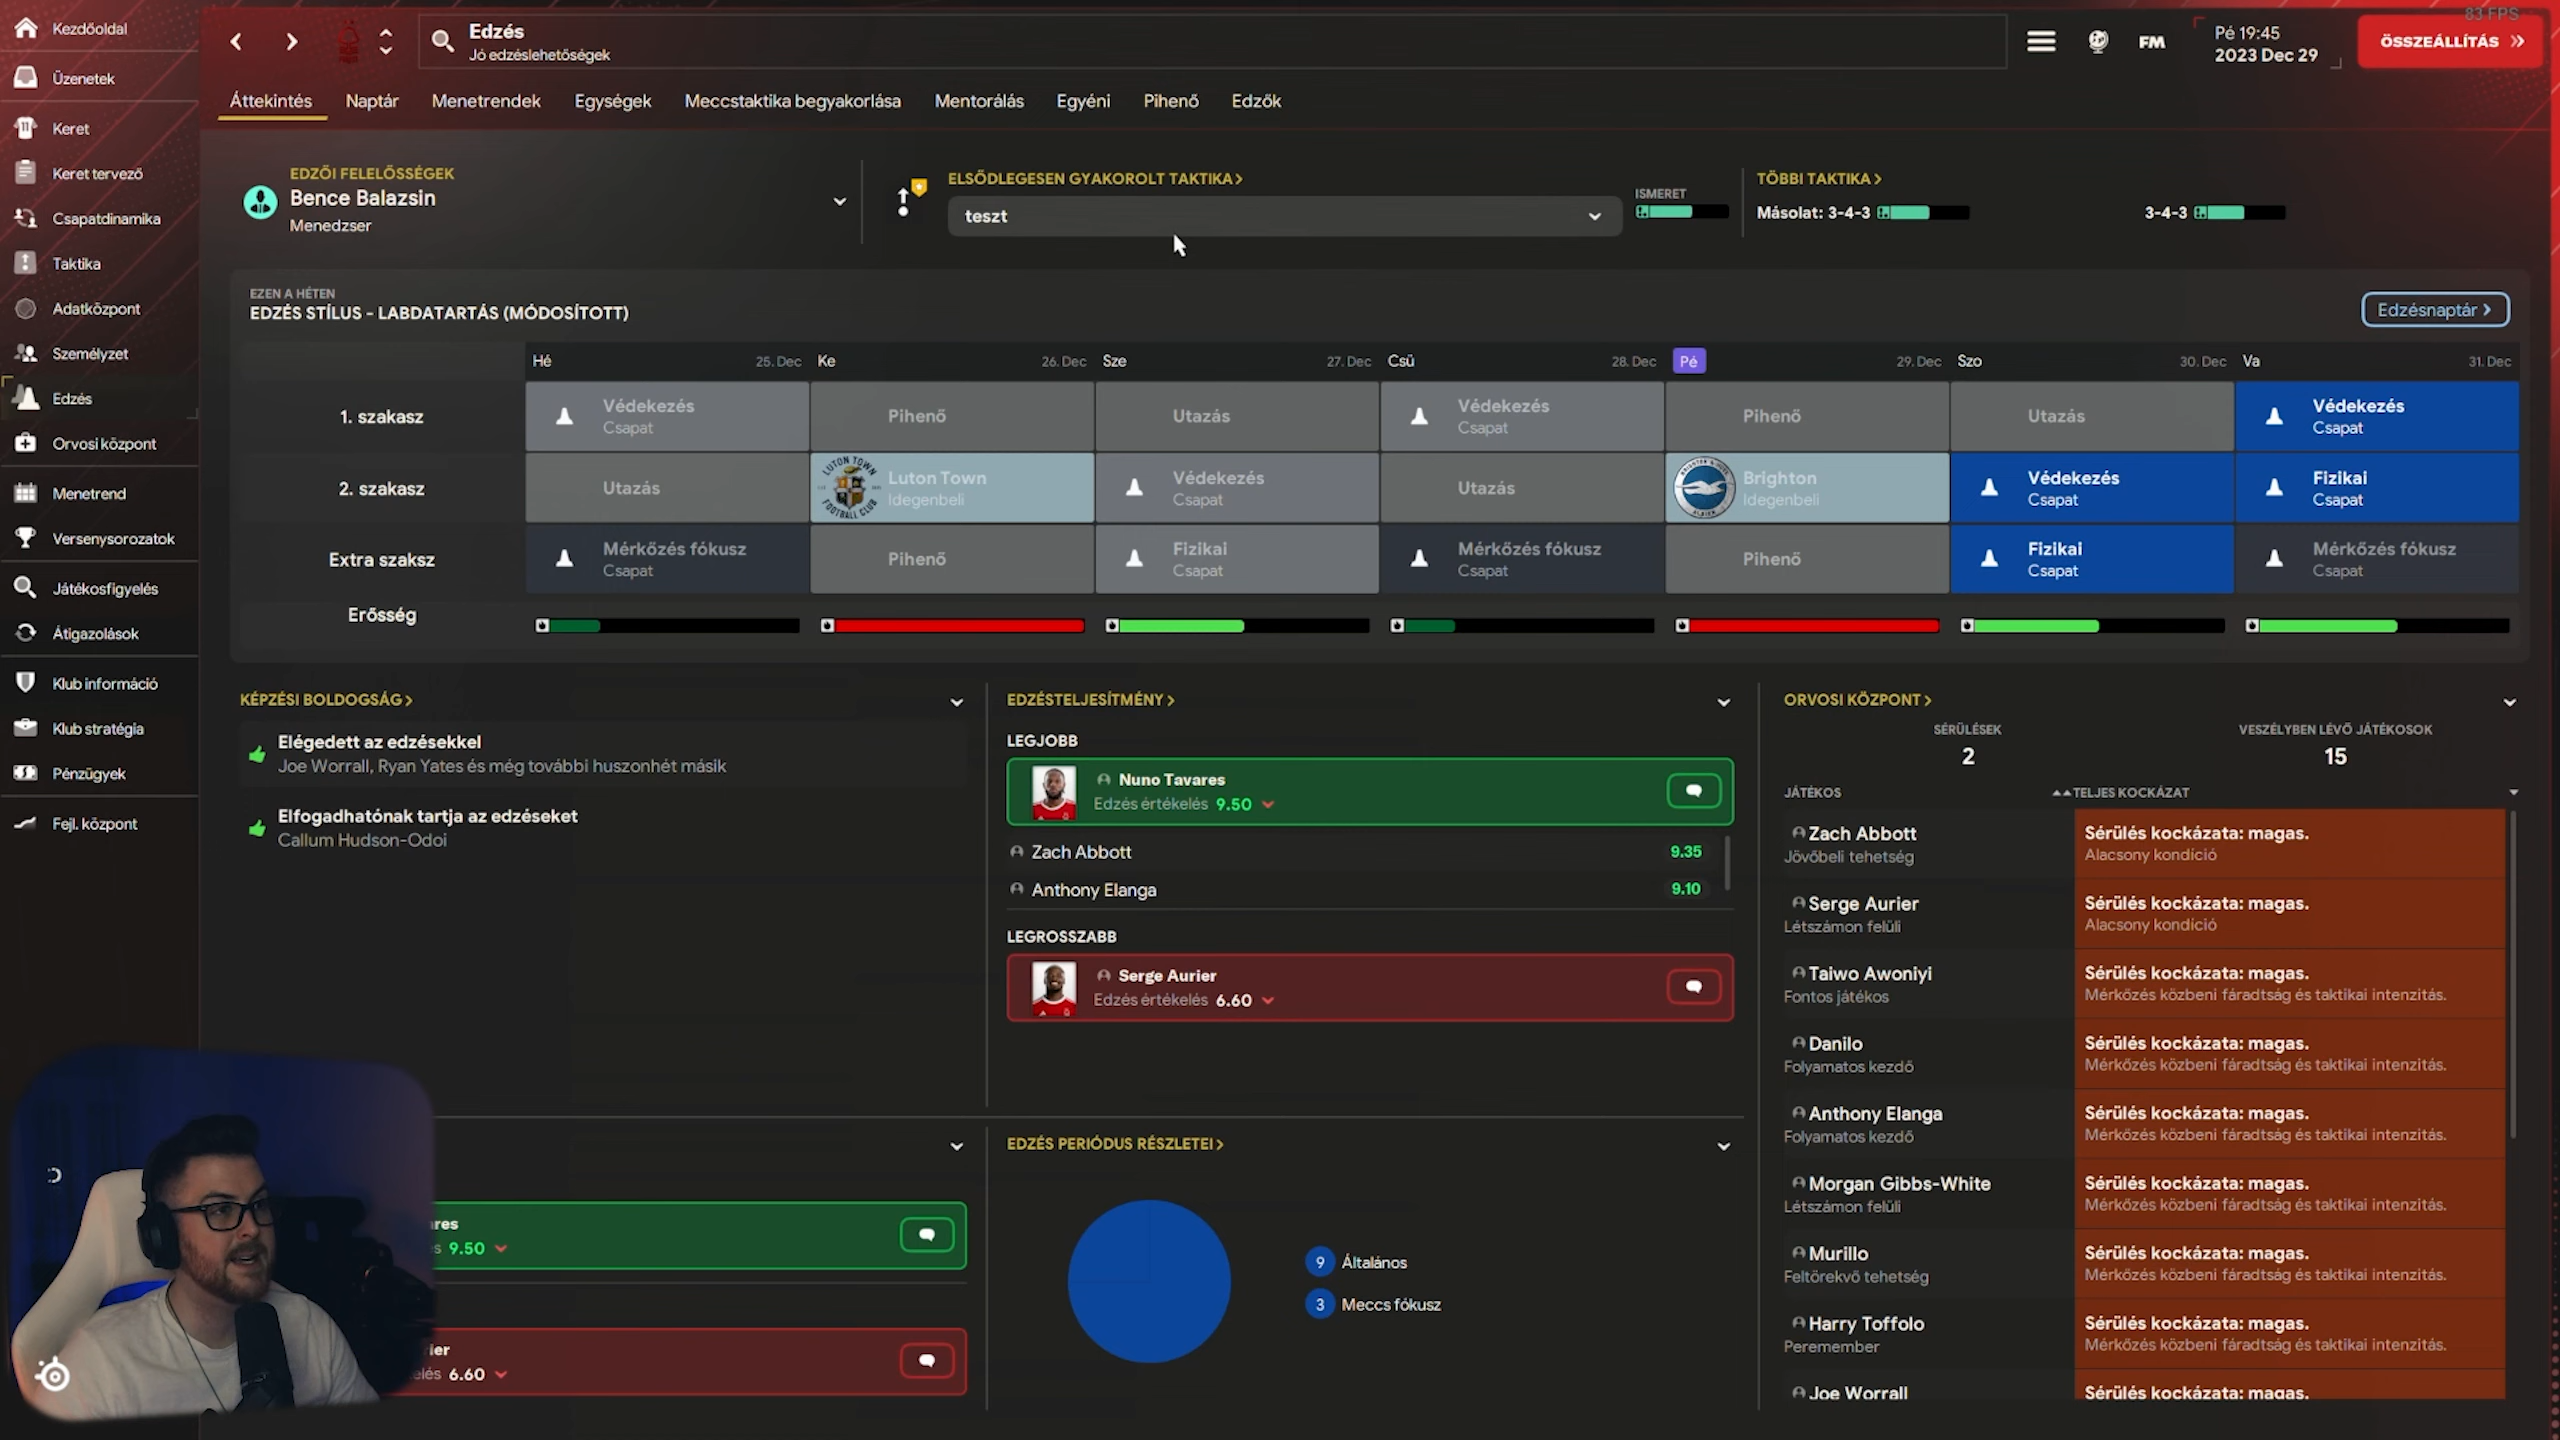 83 FPS
Kezdőoldal
Üzenetek
Keret
Keret tervező
Csapatdinamika
Taktika
Adatközpont
Személyzet
Edzés
Orvosi központ
Menetrend
Versenysorozatok
Játékosfigyelés
Átigazolások
Klub információ
Klub stratégia
Pénzügyek
Fejl. központ
Edzés
Jó edzéslehetőségek
FM
Pé 19:45
2023 Dec 29
ÖSSZEÁLLÍTÁS
Áttekintés Naptár Menetrendek Egységek Meccstaktika begyakorlása Mentorálás Egyéni Pihenő Edzők
EDZŐI FELELŐSSÉGEK
Bence Balazsin
Menedzser
ELSŐDLEGESEN GYAKOROLT TAKTIKA
teszt
ISMERET
TÖBBI TAKTIKA
Másolat: 3-4-3
3-4-3
EZEN A HÉTEN
EDZÉS STÍLUS - LABDATARTÁS (MÓDOSÍTOTT)
Edzésnaptár
Hé 25. Dec Ke 26. Dec Sze 27. Dec Csü 28. Dec Pé 29. Dec Szo 30. Dec Va 31. Dec
1. szakasz
Védekezés
Csapat
Pihenő
Utazás
Védekezés
Csapat
Pihenő
Utazás
Védekezés
Csapat
2. szakasz
Utazás
LUTON TOWN
FOOTBALL CLUB
Luton Town
Idegenbeli
Védekezés
Csapat
Utazás
Brighton
Idegenbeli
Védekezés
Csapat
Fizikai
Csapat
Extra szaksz
Mérkőzés fókusz
Csapat
Pihenő
Fizikai
Csapat
Mérkőzés fókusz
Csapat
Pihenő
Fizikai
Csapat
Mérkőzés fókusz
Csapat
Erősség
KÉPZÉSI BOLDOGSÁG
Elégedett az edzésekkel
Joe Worrall, Ryan Yates és még további huszonhét másik
Elfogadhatónak tartja az edzéseket
Callum Hudson-Odoi
EDZÉSTELJESÍTMÉNY
LEGJOBB
Nuno Tavares
Edzés értékelés 9.50
Zach Abbott 9.35
Anthony Elanga 9.10
LEGROSSZABB
Serge Aurier
Edzés értékelés 6.60
ORVOSI KÖZPONT
SÉRÜLÉSEK
2
VESZÉLYBEN LÉVŐ JÁTÉKOSOK
15
JÁTÉKOS TELJES KOCKÁZAT
Zach Abbott
Jövőbeli tehetség
Sérülés kockázata: magas.
Alacsony kondíció
Serge Aurier
Létszámon felüli
Sérülés kockázata: magas.
Alacsony kondíció
Taiwo Awoniyi
Fontos játékos
Sérülés kockázata: magas.
Mérkőzés közbeni fáradtság és taktikai intenzitás.
Danilo
Folyamatos kezdő
Sérülés kockázata: magas.
Mérkőzés közbeni fáradtság és taktikai intenzitás.
Anthony Elanga
Folyamatos kezdő
Sérülés kockázata: magas.
Mérkőzés közbeni fáradtság és taktikai intenzitás.
Morgan Gibbs-White
Létszámon felüli
Sérülés kockázata: magas.
Mérkőzés közbeni fáradtság és taktikai intenzitás.
Murillo
Feltörekvő tehetség
Sérülés kockázata: magas.
Mérkőzés közbeni fáradtság és taktikai intenzitás.
Harry Toffolo
Peremember
Sérülés kockázata: magas.
Mérkőzés közbeni fáradtság és taktikai intenzitás.
Joe Worrall
Sérülés kockázata: magas.
ares
s 9.50
ier
elés 6.60
EDZÉS PERIÓDUS RÉSZLETEI
9 Általános
3 Meccs fókusz